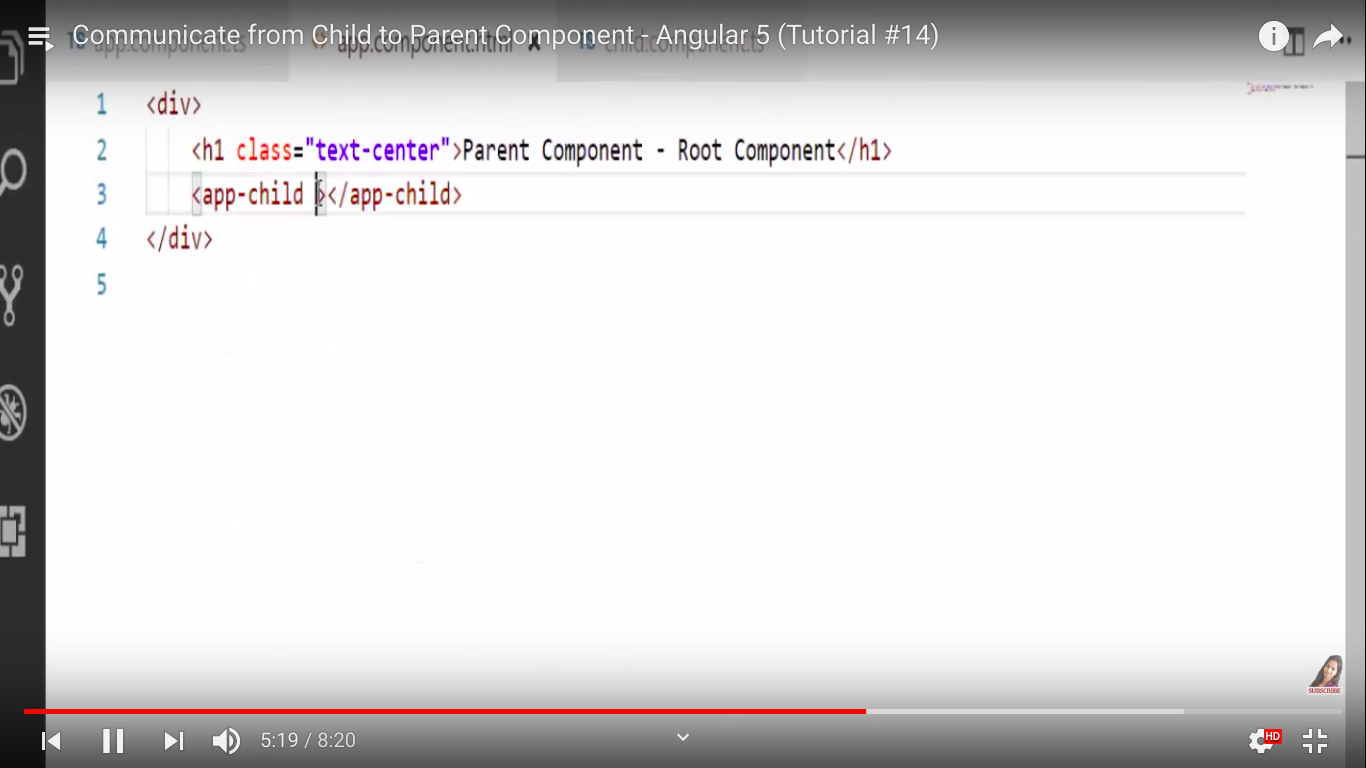 Communicate from Child to Parent Component - Angular 5 (Tutorial #14)
TS app.component.ts
<> app.component.html
TS child.component.ts
1 <div>
2 <h1 class="text-center">Parent Component - Root Component</h1>
3 <app-child ></app-child>
4 </div>
5
SUBSCRIBE
5:19 / 8:20
HD